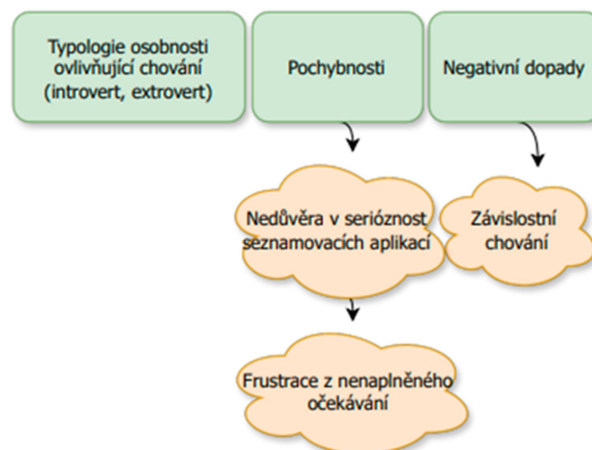 Typologie osobnosti
ovlivňující chování
(introvert, extrovert)
Pochybnosti
Negativní dopady
Nedůvěra v serióznost
seznamovacích aplikací
Závislostní
chování
Frustrace z nenaplněného
očekávání